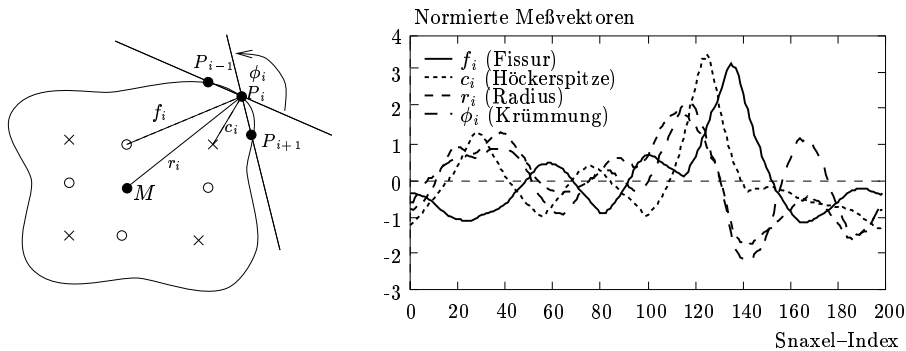 P_{i-1}
ϕ_i
P_i
f_i
c_i
P_{i+1}
r_i
M
Normierte Meßvektoren
4
3
2
1
0
-1
-2
-3
f_i (Fissur)
c_i (Höckerspitze)
r_i (Radius)
ϕ_i (Krümmung)
0 20 40 60 80 100 120 140 160 180 200
Snaxel–Index